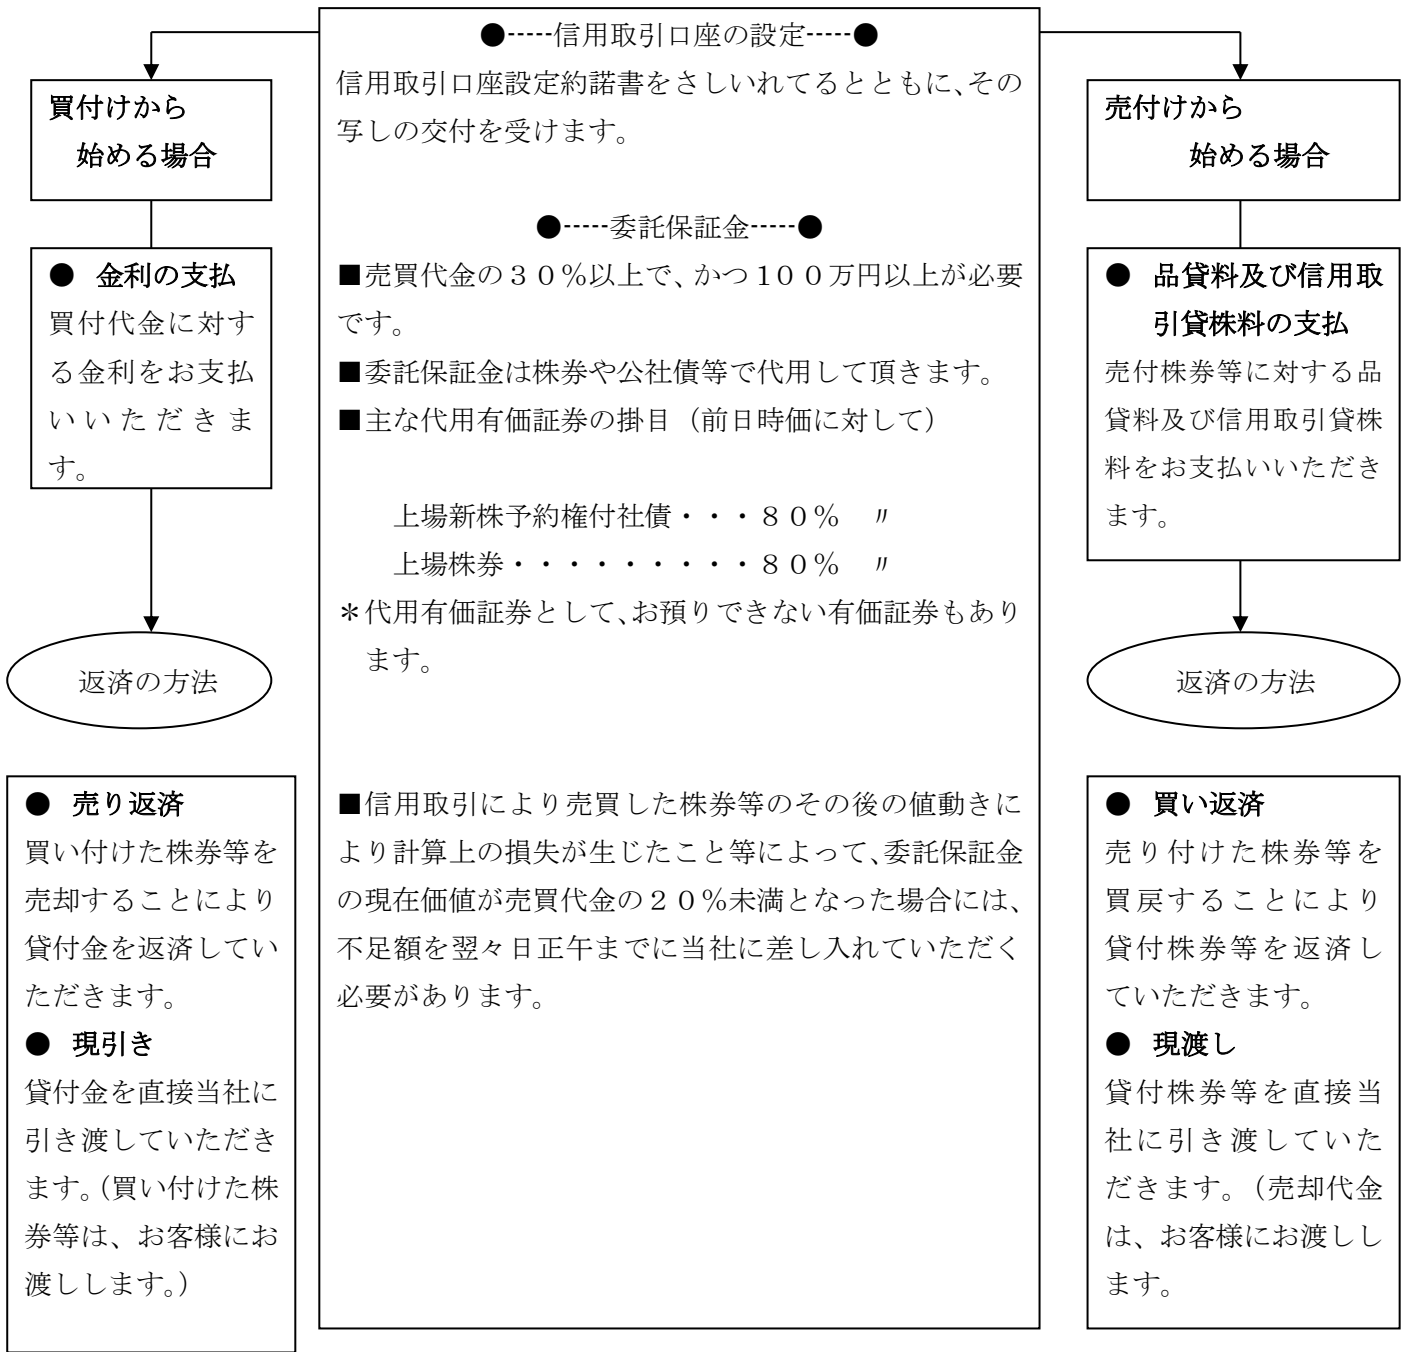 ●-----信用取引口座の設定-----●
信用取引口座設定約諾書をさしいれてるとともに、その
写しの交付を受けます。
●-----委託保証金-----●
■売買代金の３０％以上で、かつ１００万円以上が必要
です。
■委託保証金は株券や公社債等で代用して頂きます。
■主な代用有価証券の掛目（前日時価に対して）
上場新株予約権付社債・・・８０％　〃
上場株券・・・・・・・・・８０％　〃
＊代用有価証券として、お預りできない有価証券もあり
ます。
■信用取引により売買した株券等のその後の値動きに
より計算上の損失が生じたこと等によって、委託保証金
の現在価値が売買代金の２０％未満となった場合には、
不足額を翌々日正午までに当社に差し入れていただく
必要があります。
買付けから
始める場合
● 金利の支払
買付代金に対す
る金利をお支払
いいただきま
す。
返済の方法
● 売り返済
買い付けた株券等を
売却することにより
貸付金を返済してい
ただきます。
● 現引き
貸付金を直接当社に
引き渡していただき
ます。（買い付けた株
券等は、お客様にお
渡しします。）
売付けから
始める場合
● 品貸料及び信用取
引貸株料の支払
売付株券等に対する品
貸料及び信用取引貸株
料をお支払いいただき
ます。
返済の方法
● 買い返済
売り付けた株券等を
買戻することにより
貸付株券等を返済し
ていただきます。
● 現渡し
貸付株券等を直接当
社に引き渡していた
だきます。（売却代金
は、お客様にお渡しし
ます。